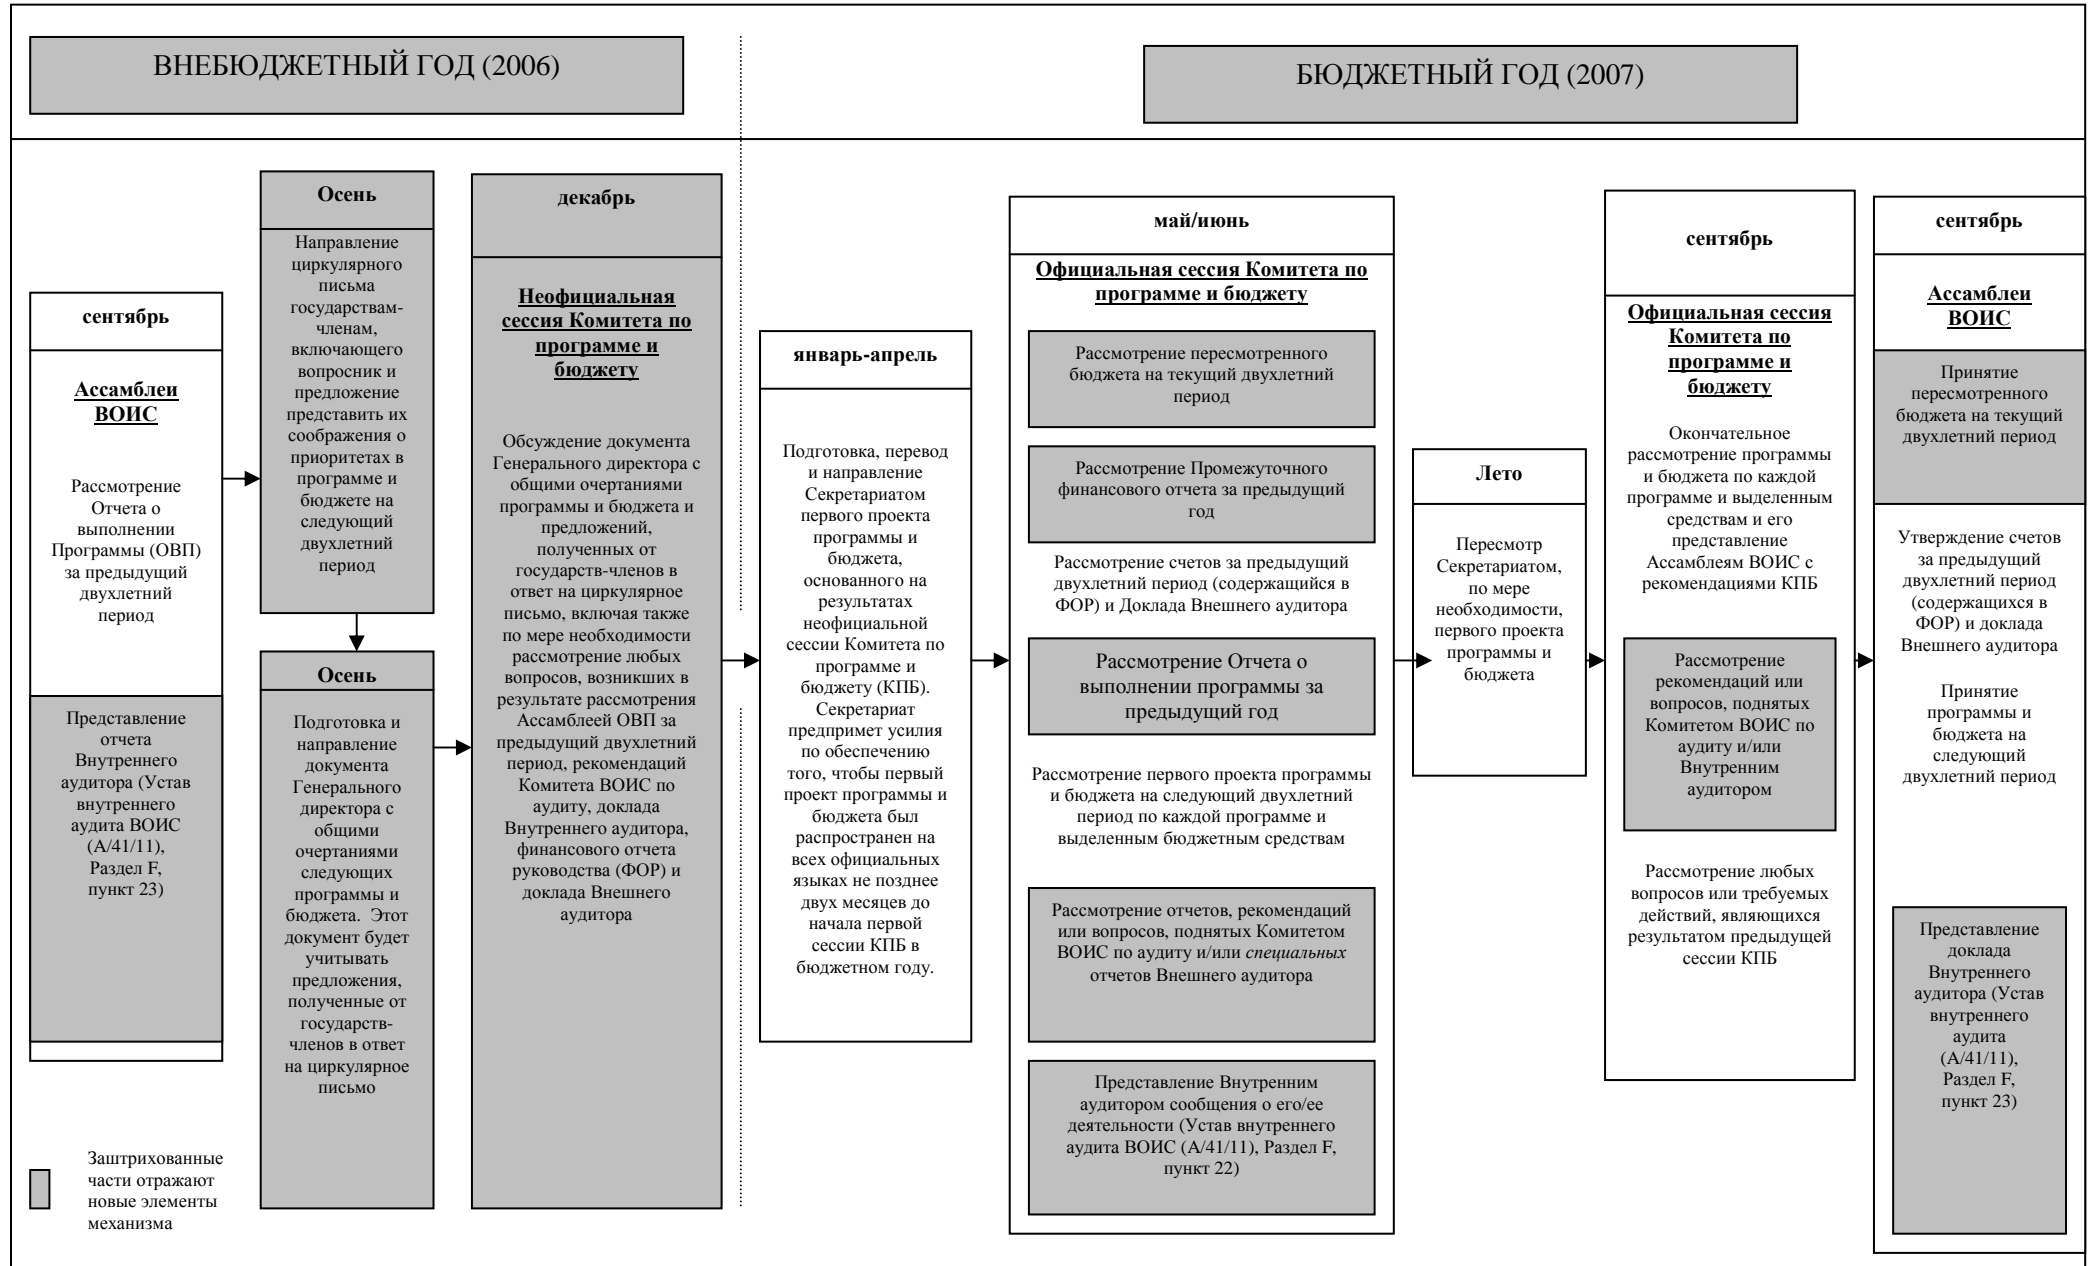 ВНЕБЮДЖЕТНЫЙ ГОД (2006)
БЮДЖЕТНЫЙ ГОД (2007)
сентябрь
Ассамблеи
ВОИС
Рассмотрение
Отчета о
выполнении
Программы (ОВП)
за предыдущий
двухлетний
период
Представление
отчета
Внутреннего
аудитора (Устав
внутреннего
аудита ВОИС
(A/41/11),
Раздел F,
пункт 23)
Осень
Направление
циркулярного
письма
государствам-
членам,
включающего
вопросник и
предложение
представить их
соображения о
приоритетах в
программе и
бюджете на
следующий
двухлетний
период
Осень
Подготовка и
направление
документа
Генерального
директора с
общими
очертаниями
следующих
программы и
бюджета. Этот
документ будет
учитывать
предложения,
полученные от
государств-
членов в ответ
на циркулярное
письмо
декабрь
Неофициальная
сессия Комитета по
программе и
бюджету
Обсуждение документа
Генерального директора с
общими очертаниями
программы и бюджета и
предложений,
полученных от
государств-членов в
ответ на циркулярное
письмо, включая также
по мере необходимости
рассмотрение любых
вопросов, возникших в
результате рассмотрения
Ассамблеей ОВП за
предыдущий двухлетний
период, рекомендаций
Комитета ВОИС по
аудиту, доклада
Внутреннего аудитора,
финансового отчета
руководства (ФОР) и
доклада Внешнего
аудитора
январь-апрель
Подготовка, перевод
и направление
Секретариатом
первого проекта
программы и
бюджета,
основанного на
результатах
неофициальной
сессии Комитета по
программе и
бюджету (КПБ).
Секретариат
предпримет усилия
по обеспечению
того, чтобы первый
проект программы и
бюджета был
распространен на
всех официальных
языках не позднее
двух месяцев до
начала первой
сессии КПБ в
бюджетном году.
май/июнь
Официальная сессия Комитета по
программе и бюджету
Рассмотрение пересмотренного
бюджета на текущий двухлетний
период
Рассмотрение Промежуточного
финансового отчета за предыдущий
год
Рассмотрение счетов за предыдущий
двухлетний период (содержащийся в
ФОР) и Доклада Внешнего аудитора
Рассмотрение Отчета о
выполнении программы за
предыдущий год
Рассмотрение первого проекта программы
и бюджета на следующий двухлетний
период по каждой программе и
выделенным бюджетным средствам
Рассмотрение отчетов, рекомендаций
или вопросов, поднятых Комитетом
ВОИС по аудиту и/или специальных
отчетов Внешнего аудитора
Представление Внутренним
аудитором сообщения о его/ее
деятельности (Устав внутреннего
аудита ВОИС (A/41/11), Раздел F,
пункт 22)
Лето
Пересмотр
Секретариатом,
по мере
необходимости,
первого проекта
программы и
бюджета
сентябрь
Официальная сессия
Комитета по
программе и
бюджету
Окончательное
рассмотрение программы
и бюджета по каждой
программе и выделенным
средствам и его
представление
Ассамблеям ВОИС с
рекомендациями КПБ
Рассмотрение
рекомендаций или
вопросов, поднятых
Комитетом ВОИС по
аудиту и/или
Внутренним
аудитором
Рассмотрение любых
вопросов или требуемых
действий, являющихся
результатом предыдущей
сессии КПБ
сентябрь
Ассамблеи
ВОИС
Принятие
пересмотренного
бюджета на текущий
двухлетний период
Утверждение счетов
за предыдущий
двухлетний период
(содержащихся в
ФОР) и доклада
Внешнего аудитора
Принятие
программы и
бюджета на
следующий
двухлетний период
Представление
доклада
Внутреннего
аудитора (Устав
внутреннего
аудита
(A/41/11),
Раздел F,
пункт 23)
Заштрихованные
части отражают
новые элементы
механизма